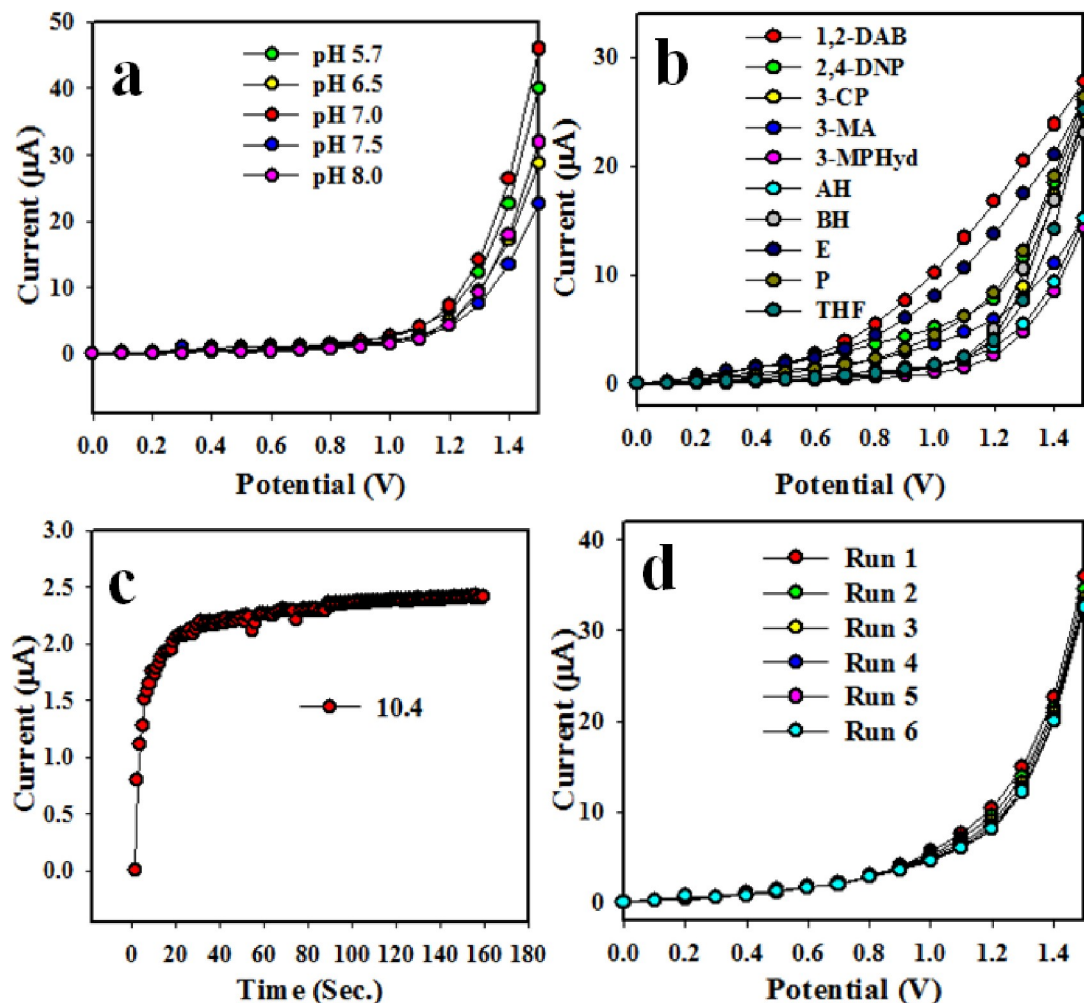 a
50
40
30
20
10
0
Current (µA)
pH 5.7
pH 6.5
pH 7.0
pH 7.5
pH 8.0
0.0 0.2 0.4 0.6 0.8 1.0 1.2 1.4
Potential (V)
b
30
20
10
0
Current (µA)
1,2-DAB
2,4-DNP
3-CP
3-MA
3-MPHyd
AH
BH
E
P
THF
0.0 0.2 0.4 0.6 0.8 1.0 1.2 1.4
Potential (V)
c
3.0
2.5
2.0
1.5
1.0
0.5
0.0
Current (µA)
10.4
0 20 40 60 80 100 120 140 160 180
Time (Sec.)
d
40
30
20
10
0
Current (µA)
Run 1
Run 2
Run 3
Run 4
Run 5
Run 6
0.0 0.2 0.4 0.6 0.8 1.0 1.2 1.4
Potential (V)